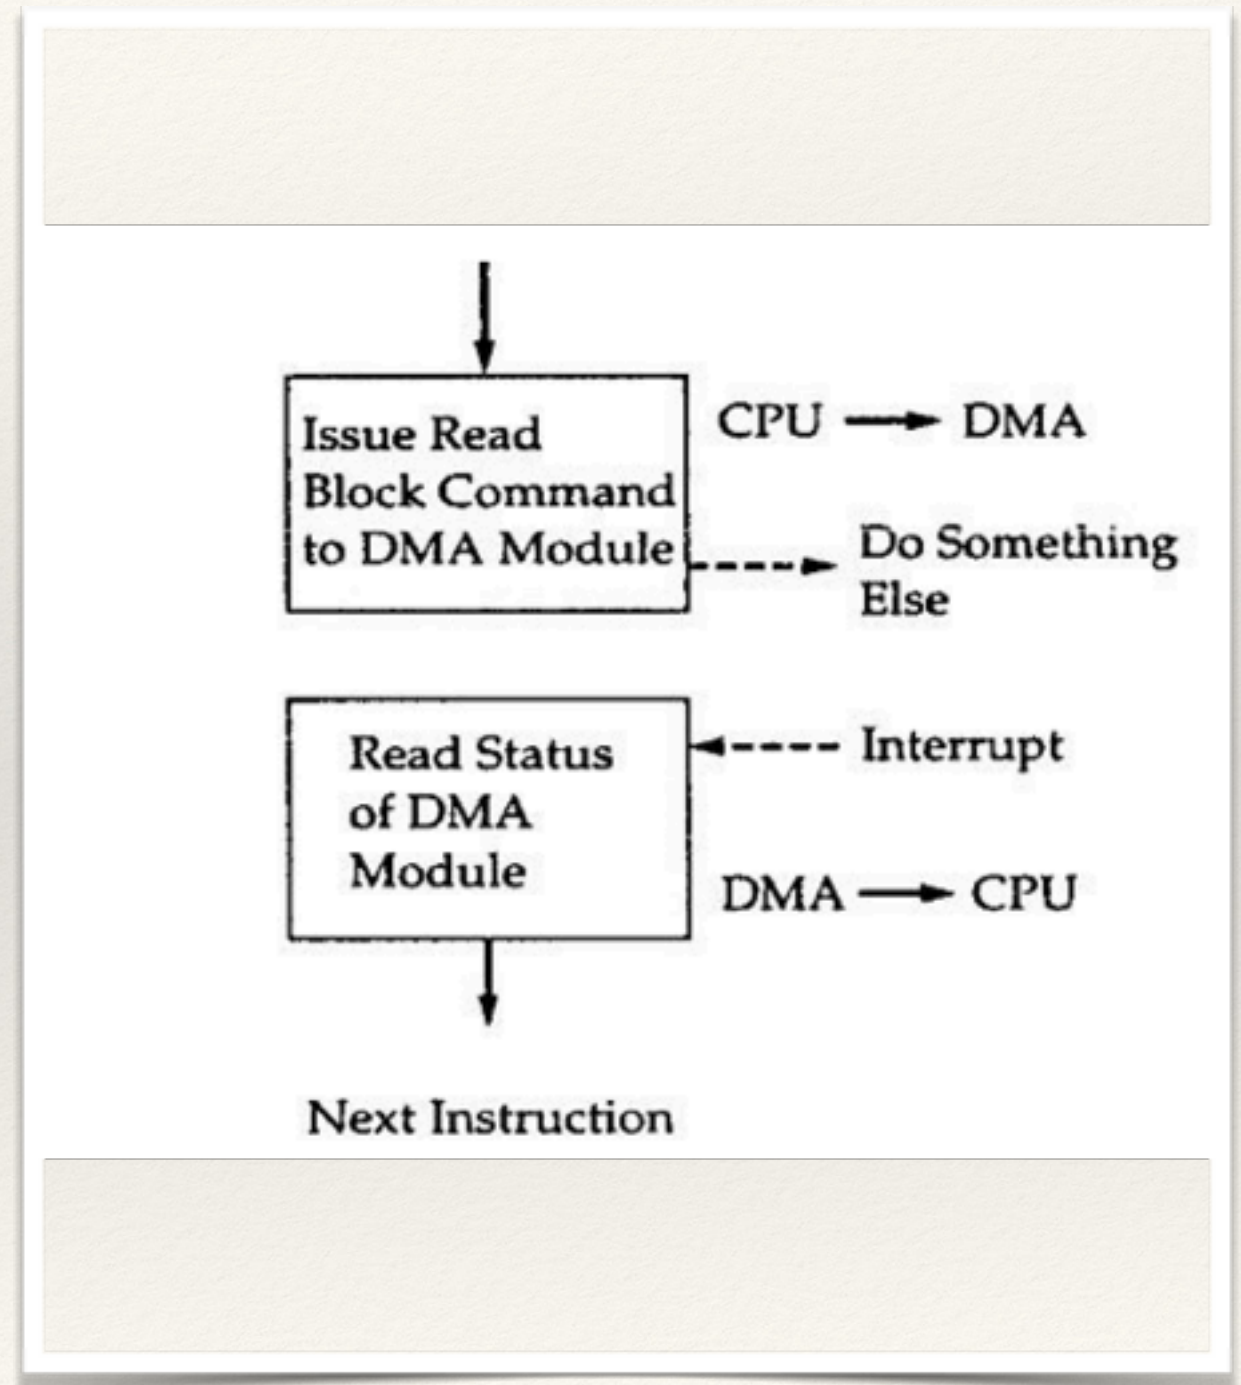 Issue Read
Block Command
to DMA Module
CPU → DMA
Do Something
Else
Read Status
of DMA
Module
Interrupt
DMA → CPU
Next Instruction